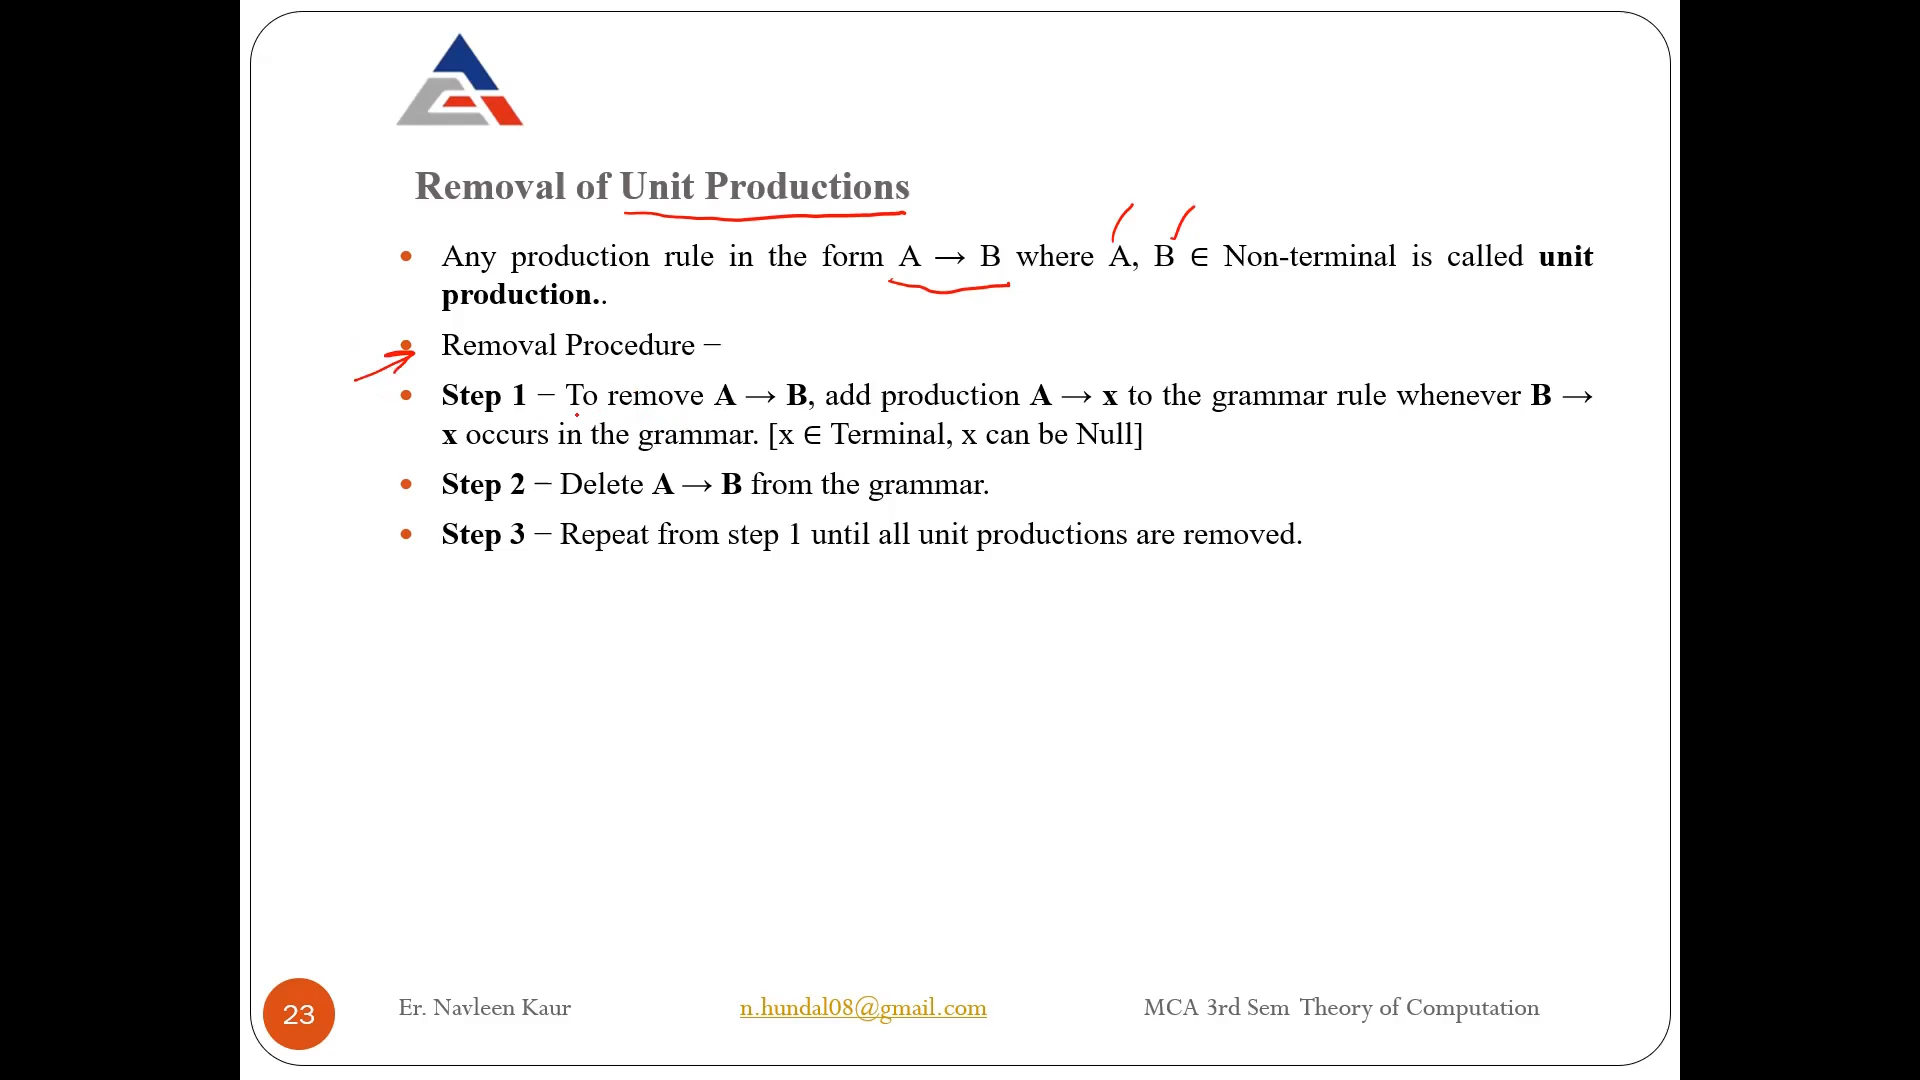 Removal of Unit Productions
• Any production rule in the form A → B where A, B ∈ Non-terminal is called unit
production..
• Removal Procedure −
• Step 1 − To remove A → B, add production A → x to the grammar rule whenever B →
x occurs in the grammar. [x ∈ Terminal, x can be Null]
• Step 2 − Delete A → B from the grammar.
• Step 3 − Repeat from step 1 until all unit productions are removed.
23 Er. Navleen Kaur n.hundal08@gmail.com MCA 3rd Sem Theory of Computation